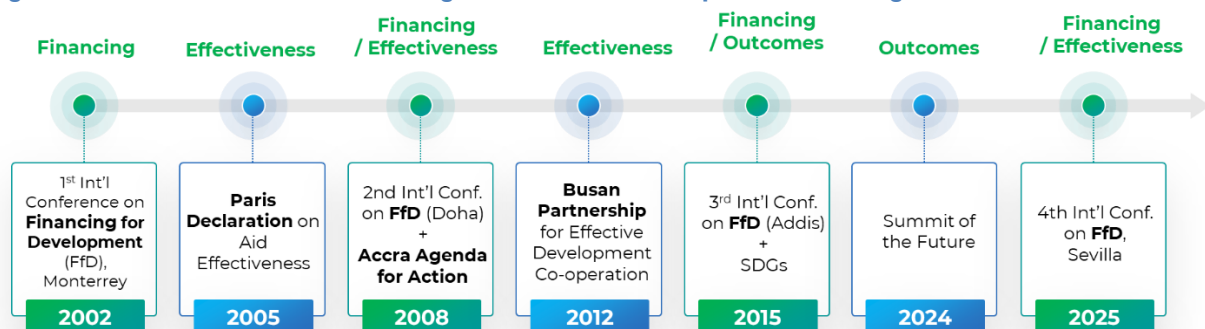 Financing
Effectiveness
Financing
/ Effectiveness
Effectiveness
Financing
/ Outcomes
Outcomes
Financing
/ Effectiveness
1st Int'l
Conference on
Financing for
Development
(FfD),
Monterrey
2002
Paris
Declaration on
Aid
Effectiveness
2005
2nd Int'l Conf.
on FfD (Doha)
+
Accra Agenda
for Action
2008
Busan
Partnership
for Effective
Development
Co-operation
2012
3rd Int'l Conf.
on FfD (Addis)
+
SDGs
2015
Summit of
the Future
2024
4th Int'l Conf.
on FfD,
Sevilla
2025